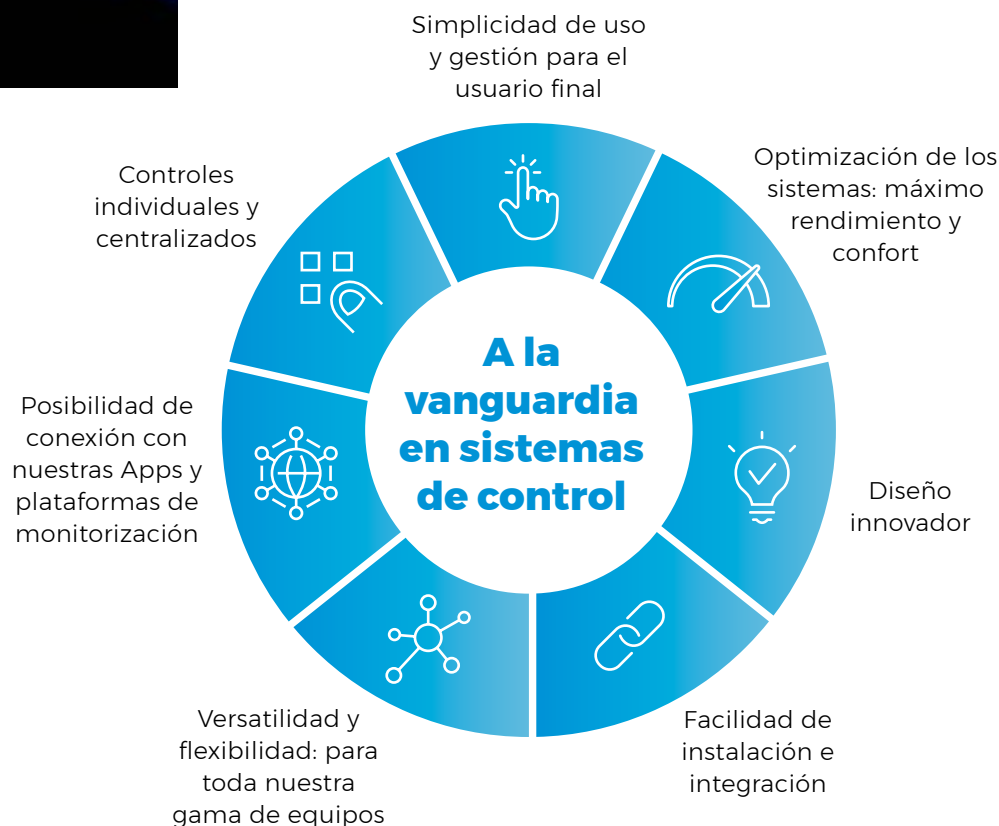 Simplicidad de uso
y gestión para el
usuario final
Optimización de los
sistemas: máximo
rendimiento y
confort
Diseño
innovador
Facilidad de
instalación e
integración
Versatilidad y
flexibilidad: para
toda nuestra
gama de equipos
Posibilidad de
conexión con
nuestras Apps y
plataformas de
monitorización
Controles
individuales y
centralizados
A la
vanguardia
en sistemas
de control